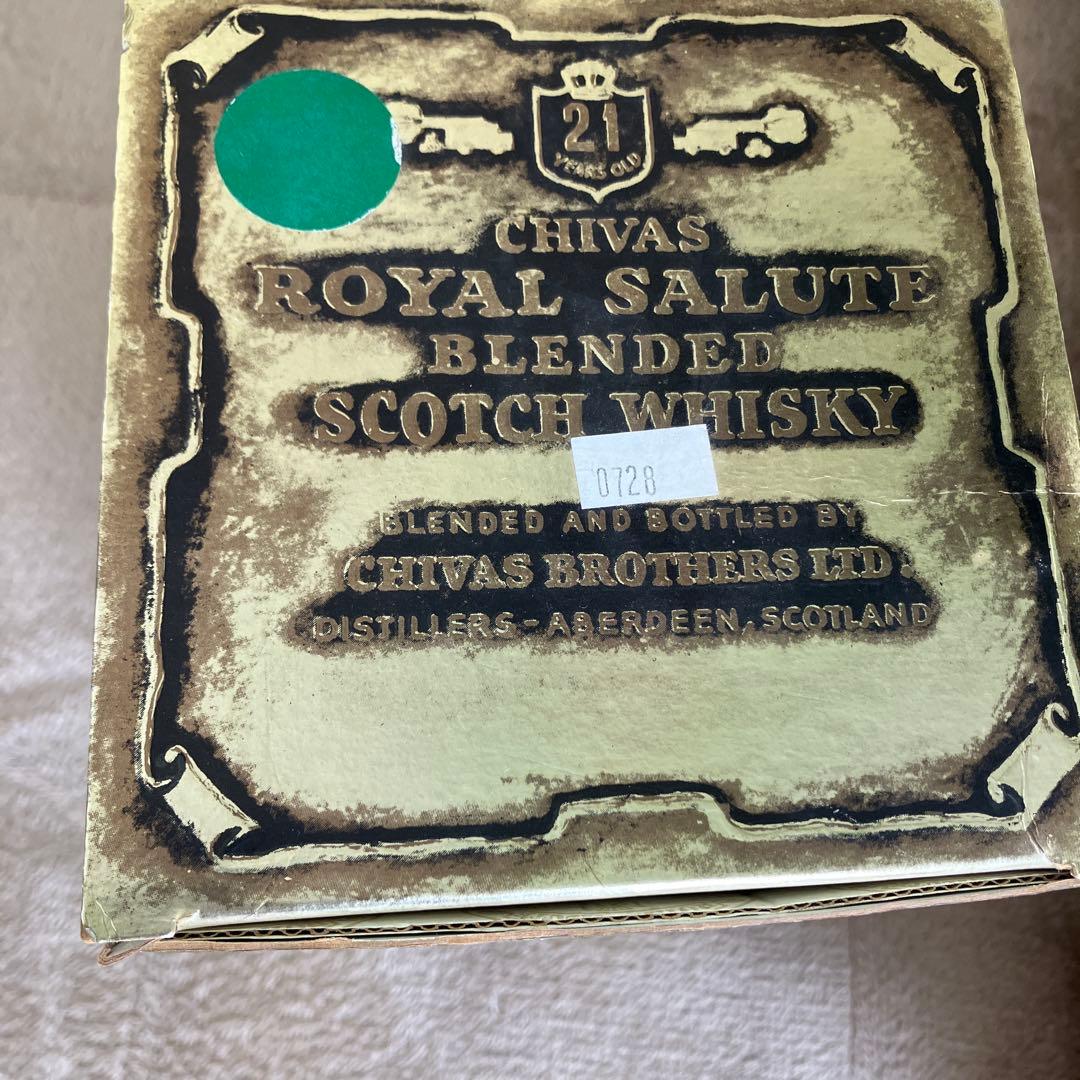 21
YEARS OLD
CHIVAS
ROYAL SALUTE
BLENDED
SCOTCH WHISKY
0728
BLENDED AND BOTTLED BY
CHIVAS BROTHERS LTD.
DISTILLERS-ABERDEEN, SCOTLAND